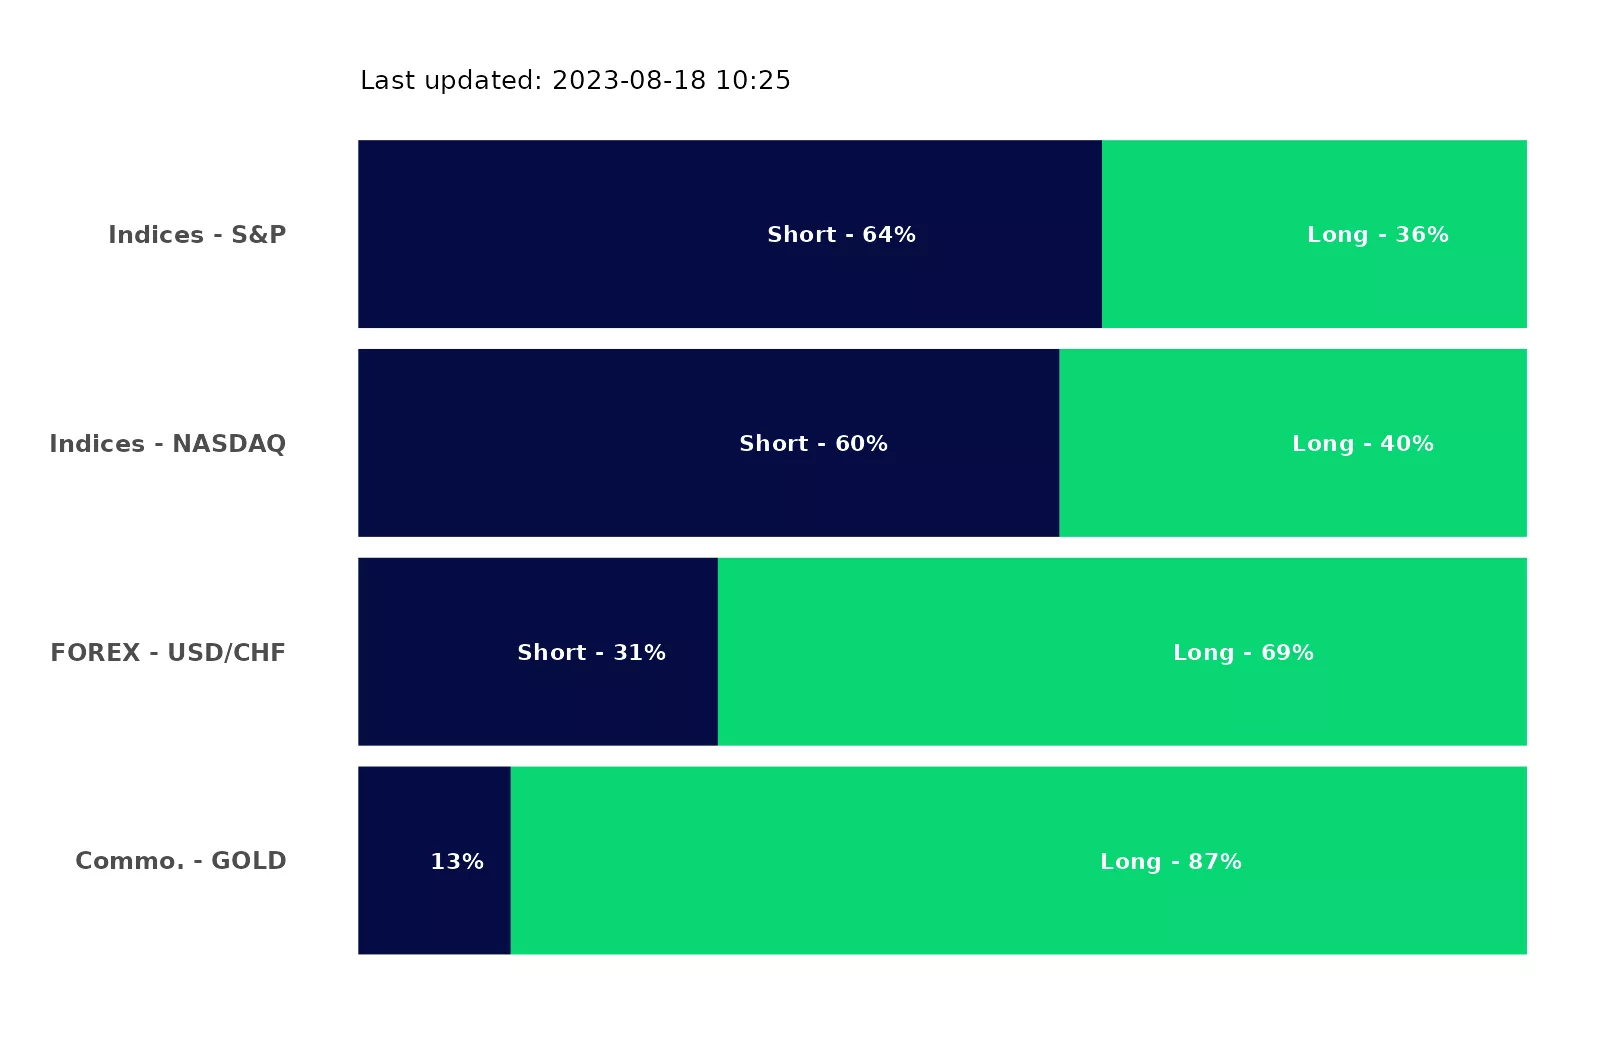 Last updated: 2023-08-18 10:25
Indices - S&P
Short - 64%
Long - 36%
Indices - NASDAQ
Short - 60%
Long - 40%
FOREX - USD/CHF
Short - 31%
Long - 69%
Commo. - GOLD
13%
Long - 87%